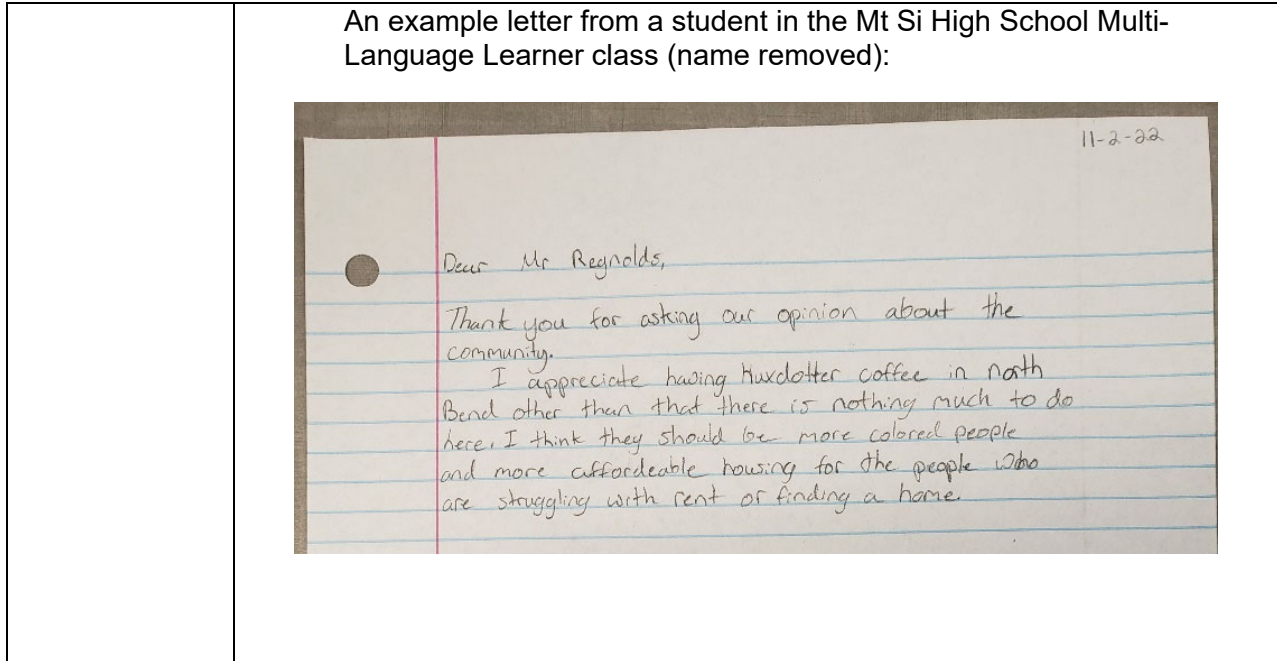 An example letter from a student in the Mt Si High School Multi-
Language Learner class (name removed):
11-2-22
Dear Mr Reynolds,
Thank you for asking our opinion about the
community.
I appreciate having Huxdotter coffee in north
Bend other than that there is nothing much to do
here. I think they should be more colored people
and more affordeable housing for the people who
are struggling with rent or finding a home.